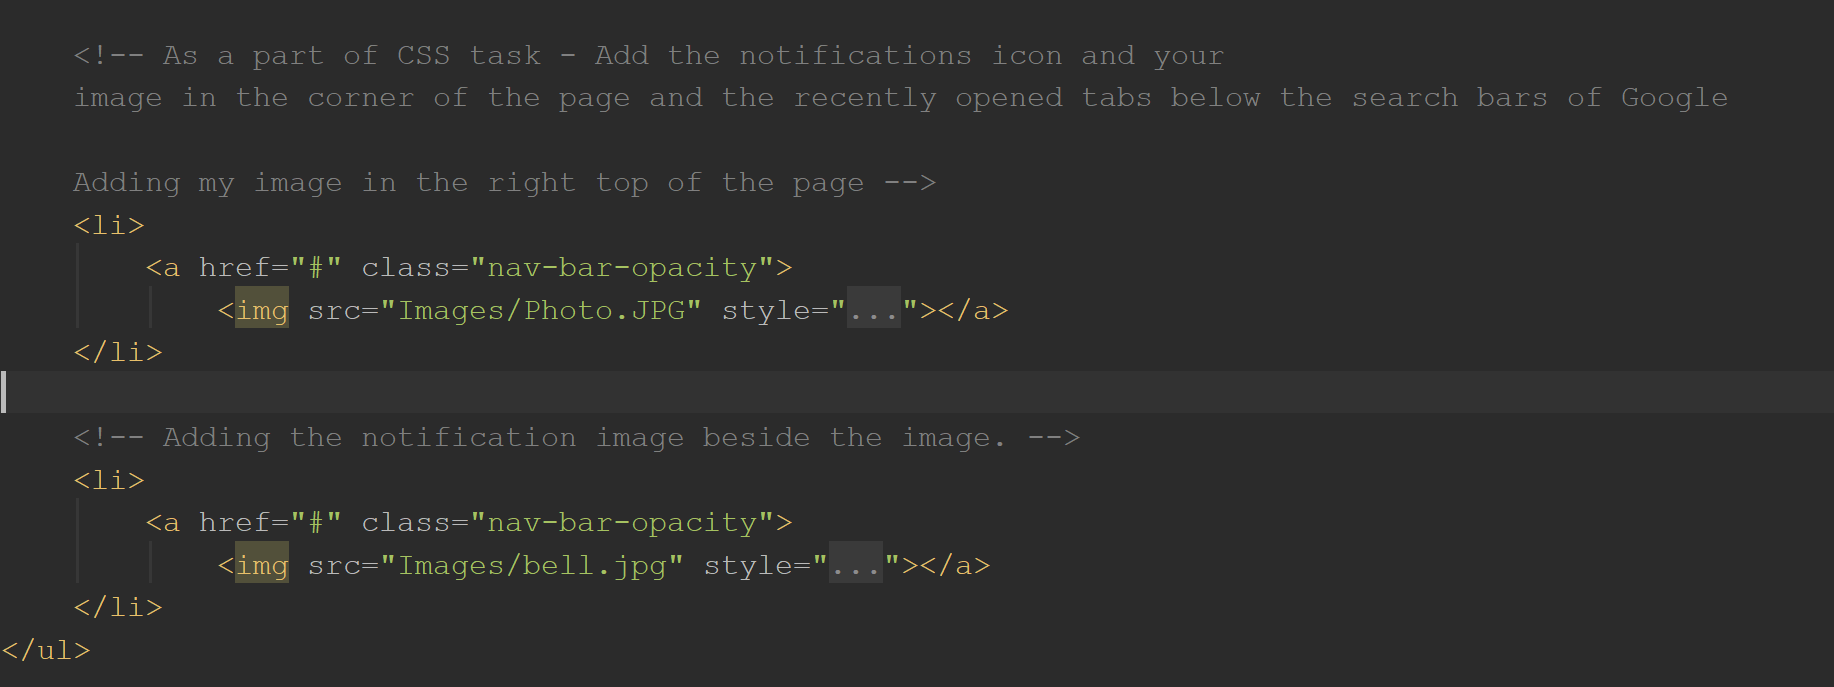 <!-- As a part of CSS task - Add the notifications icon and your
image in the corner of the page and the recently opened tabs below the search bars of Google
Adding my image in the right top of the page -->
<li>
<a href="#" class="nav-bar-opacity">
<img src="Images/Photo.JPG" style="..."></a>
</li>
<!-- Adding the notification image beside the image. -->
<li>
<a href="#" class="nav-bar-opacity">
<img src="Images/bell.jpg" style="..."></a>
</li>
</ul>